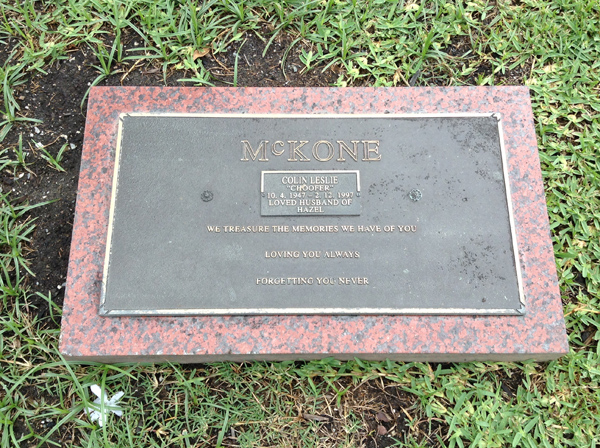 McKONE
COLIN LESLIE
"CHOOFER"
10. 4. 1947 - 2. 12. 1997
LOVED HUSBAND OF
HAZEL
WE TREASURE THE MEMORIES WE HAVE OF YOU
LOVING YOU ALWAYS
FORGETTING YOU NEVER